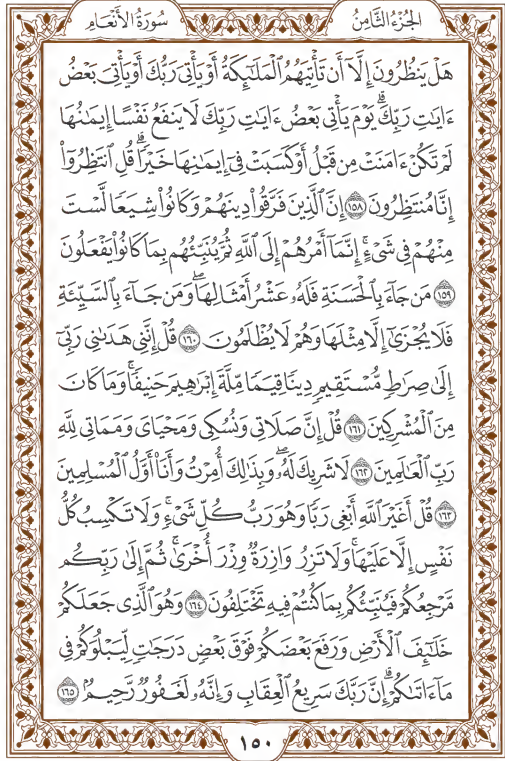 الجُزْءُ الثَّامِنُ
سُورَةُ الأَنْعَامِ
هَلۡ يَنظُرُونَ إِلَّآ أَن تَأۡتِيَهُمُ ٱلۡمَلَٰٓئِكَةُ أَوۡ يَأۡتِيَ رَبُّكَ أَوۡ يَأۡتِيَ بَعۡضُ
ءَايَٰتِ رَبِّكَۗ يَوۡمَ يَأۡتِي بَعۡضُ ءَايَٰتِ رَبِّكَ لَا يَنفَعُ نَفۡسًا إِيمَٰنُهَا
لَمۡ تَكُنۡ ءَامَنَتۡ مِن قَبۡلُ أَوۡ كَسَبَتۡ فِيٓ إِيمَٰنِهَا خَيۡرٗاۗ قُلِ ٱنتَظِرُوٓاْ
إِنَّا مُنتَظِرُونَ ١٥٨ إِنَّ ٱلَّذِينَ فَرَّقُواْ دِينَهُمۡ وَكَانُواْ شِيَعٗا لَّسۡتَ
مِنۡهُمۡ فِي شَيۡءٍۚ إِنَّمَآ أَمۡرُهُمۡ إِلَى ٱللَّهِ ثُمَّ يُنَبِّئُهُم بِمَا كَانُواْ يَفۡعَلُونَ
١٥٩ مَن جَآءَ بِٱلۡحَسَنَةِ فَلَهُۥ عَشۡرُ أَمۡثَالِهَاۖ وَمَن جَآءَ بِٱلسَّيِّئَةِ
فَلَا يُجۡزَىٰٓ إِلَّا مِثۡلَهَا وَهُمۡ لَا يُظۡلَمُونَ ١٦٠ قُلۡ إِنَّنِي هَدَىٰنِي رَبِّيٓ
إِلَىٰ صِرَٰطٖ مُّسۡتَقِيمٖ دِينٗا قِيَمٗا مِّلَّةَ إِبۡرَٰهِيمَ حَنِيفٗاۚ وَمَا كَانَ
مِنَ ٱلۡمُشۡرِكِينَ ١٦١ قُلۡ إِنَّ صَلَاتِي وَنُسُكِي وَمَحۡيَايَ وَمَمَاتِي لِلَّهِ
رَبِّ ٱلۡعَٰلَمِينَ ١٦٢ لَا شَرِيكَ لَهُۥۖ وَبِذَٰلِكَ أُمِرۡتُ وَأَنَا۠ أَوَّلُ ٱلۡمُسۡلِمِينَ
١٦٣ قُلۡ أَغَيۡرَ ٱللَّهِ أَبۡغِي رَبّٗا وَهُوَ رَبُّ كُلِّ شَيۡءٖۚ وَلَا تَكۡسِبُ كُلُّ
نَفۡسٍ إِلَّا عَلَيۡهَاۚ وَلَا تَزِرُ وَازِرَةٞ وِزۡرَ أُخۡرَىٰۚ ثُمَّ إِلَىٰ رَبِّكُم
مَّرۡجِعُكُمۡ فَيُنَبِّئُكُم بِمَا كُنتُمۡ فِيهِ تَخۡتَلِفُونَ ١٦٤ وَهُوَ ٱلَّذِي جَعَلَكُمۡ
خَلَٰٓئِفَ ٱلۡأَرۡضِ وَرَفَعَ بَعۡضَكُمۡ فَوۡقَ بَعۡضٖ دَرَجَٰتٖ لِّيَبۡلُوَكُمۡ فِي
مَآ ءَاتَىٰكُمۡۗ إِنَّ رَبَّكَ سَرِيعُ ٱلۡعِقَابِ وَإِنَّهُۥ لَغَفُورٞ رَّحِيمُۢ ١٦٥
١٥٠